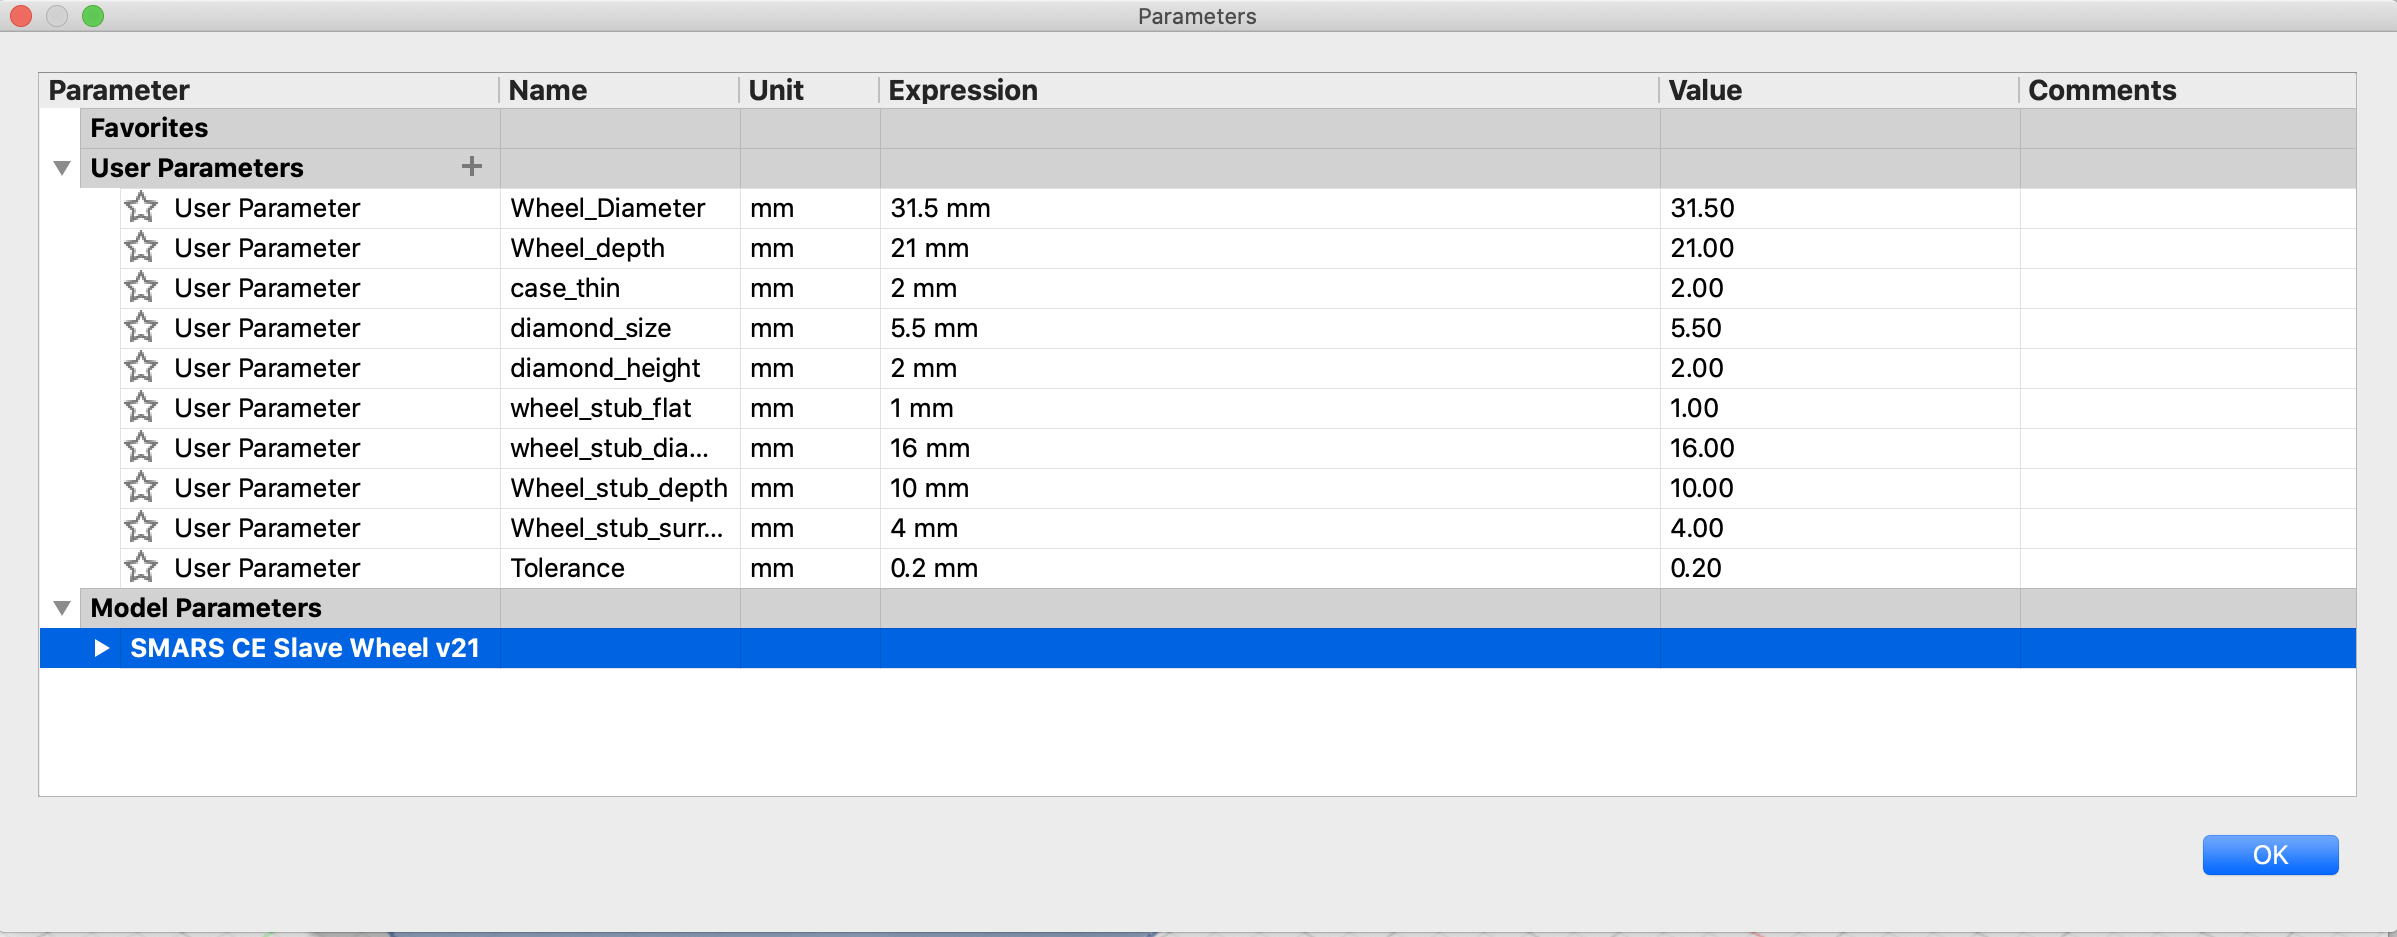 Parameters
Parameter Name Unit Expression Value Comments
Favorites
User Parameters +
User Parameter Wheel_Diameter mm 31.5 mm 31.50
User Parameter Wheel_depth mm 21 mm 21.00
User Parameter case_thin mm 2 mm 2.00
User Parameter diamond_size mm 5.5 mm 5.50
User Parameter diamond_height mm 2 mm 2.00
User Parameter wheel_stub_flat mm 1 mm 1.00
User Parameter wheel_stub_dia... mm 16 mm 16.00
User Parameter Wheel_stub_depth mm 10 mm 10.00
User Parameter Wheel_stub_surr... mm 4 mm 4.00
User Parameter Tolerance mm 0.2 mm 0.20
Model Parameters
SMARS CE Slave Wheel v21
OK